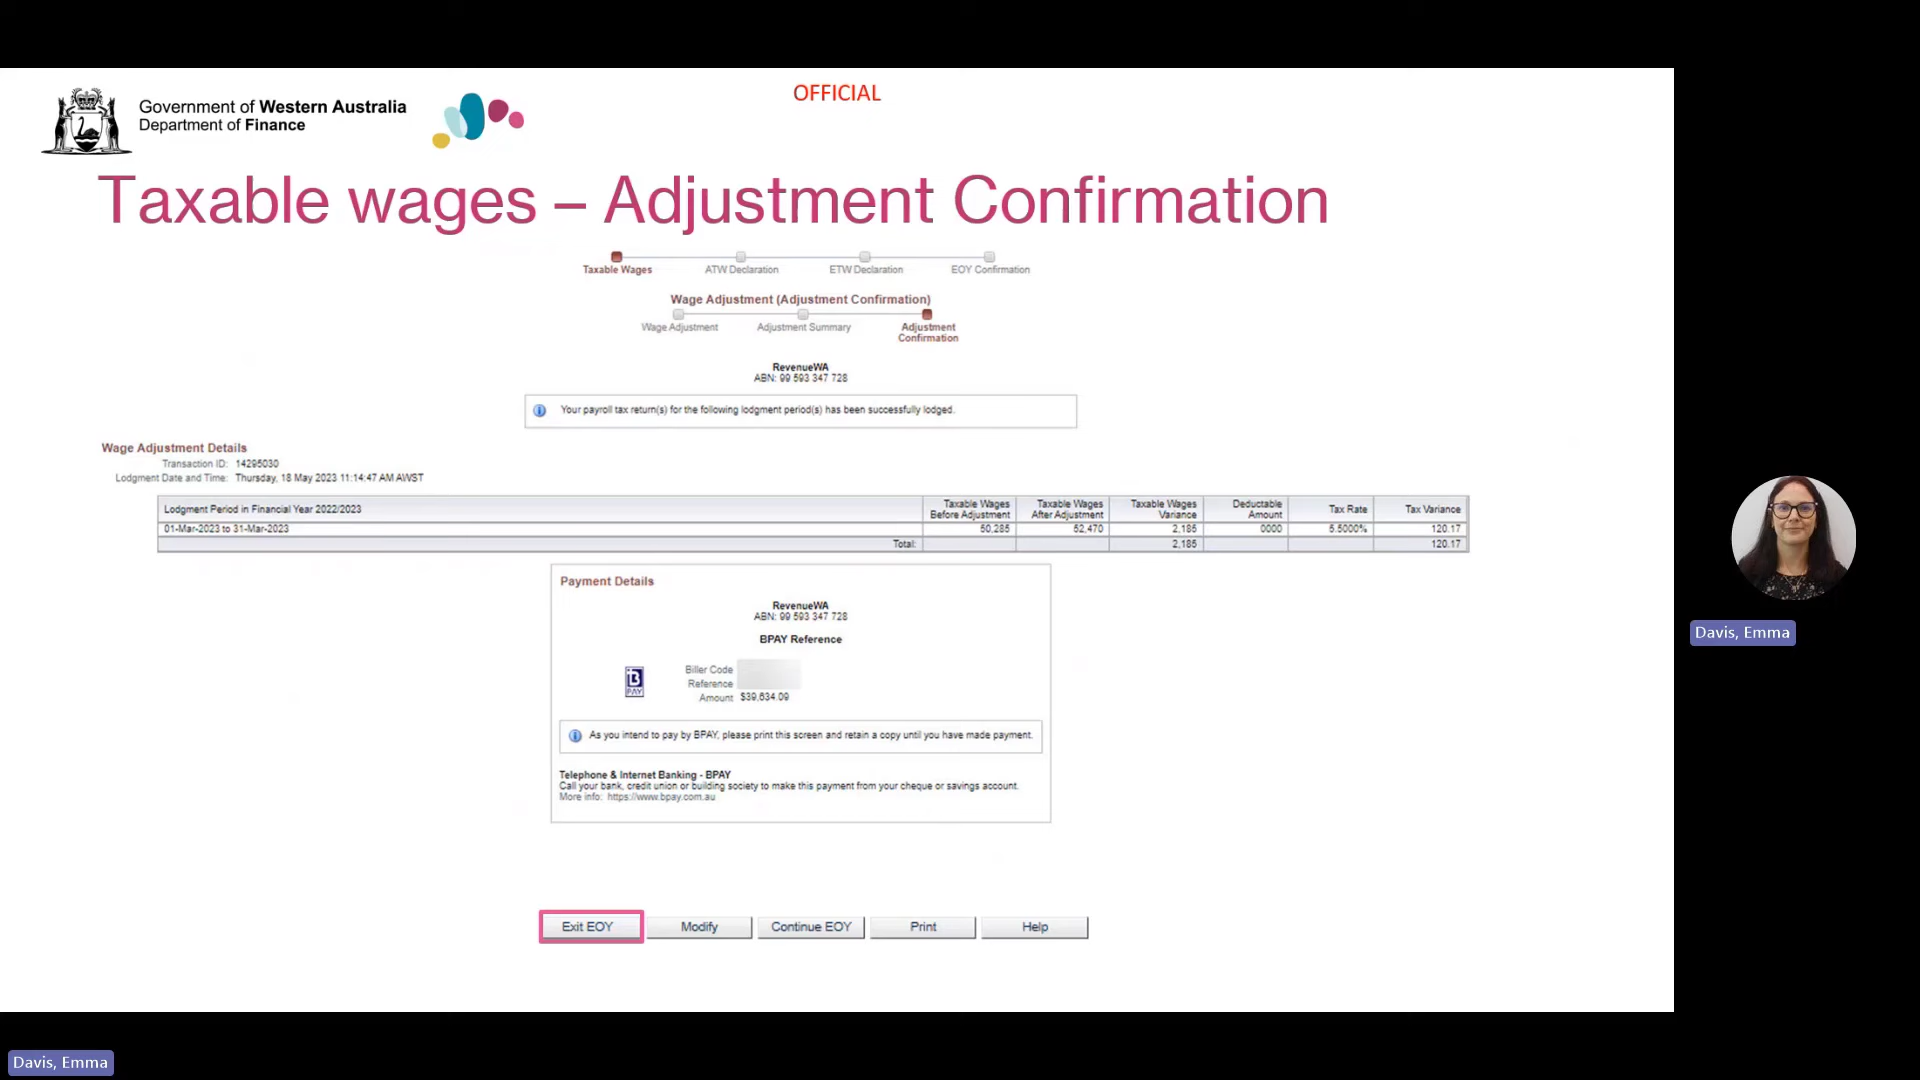 OFFICIAL
Government of Western Australia
Department of Finance
Taxable wages – Adjustment Confirmation
Taxable Wages ATW Declaration ETW Declaration EOY Confirmation
Wage Adjustment (Adjustment Confirmation)
Wage Adjustment Adjustment Summary Adjustment Confirmation
RevenueWA
ABN: 99 593 347 728
Your payroll tax return(s) for the following lodgment period(s) has been successfully lodged.
Wage Adjustment Details
Transaction ID: 14295030
Lodgment Date and Time: Thursday, 18 May 2023 11:14:47 AM AWST
Lodgment Period in Financial Year 2022/2023 Taxable Wages Before Adjustment Taxable Wages After Adjustment Taxable Wages Variance Deductable Amount Tax Rate Tax Variance
01-Mar-2023 to 31-Mar-2023 50,285 52,470 2,185 0000 5.5000% 120.17
Total: 2,185 120.17
Payment Details
RevenueWA
ABN: 99 593 347 728
BPAY Reference
B
PAY
Biller Code
Reference
Amount $39,634.09
As you intend to pay by BPAY, please print this screen and retain a copy until you have made payment.
Telephone & Internet Banking - BPAY
Call your bank, credit union or building society to make this payment from your cheque or savings account.
More info: https://www.bpay.com.au
Exit EOY Modify Continue EOY Print Help
Davis, Emma
Davis, Emma